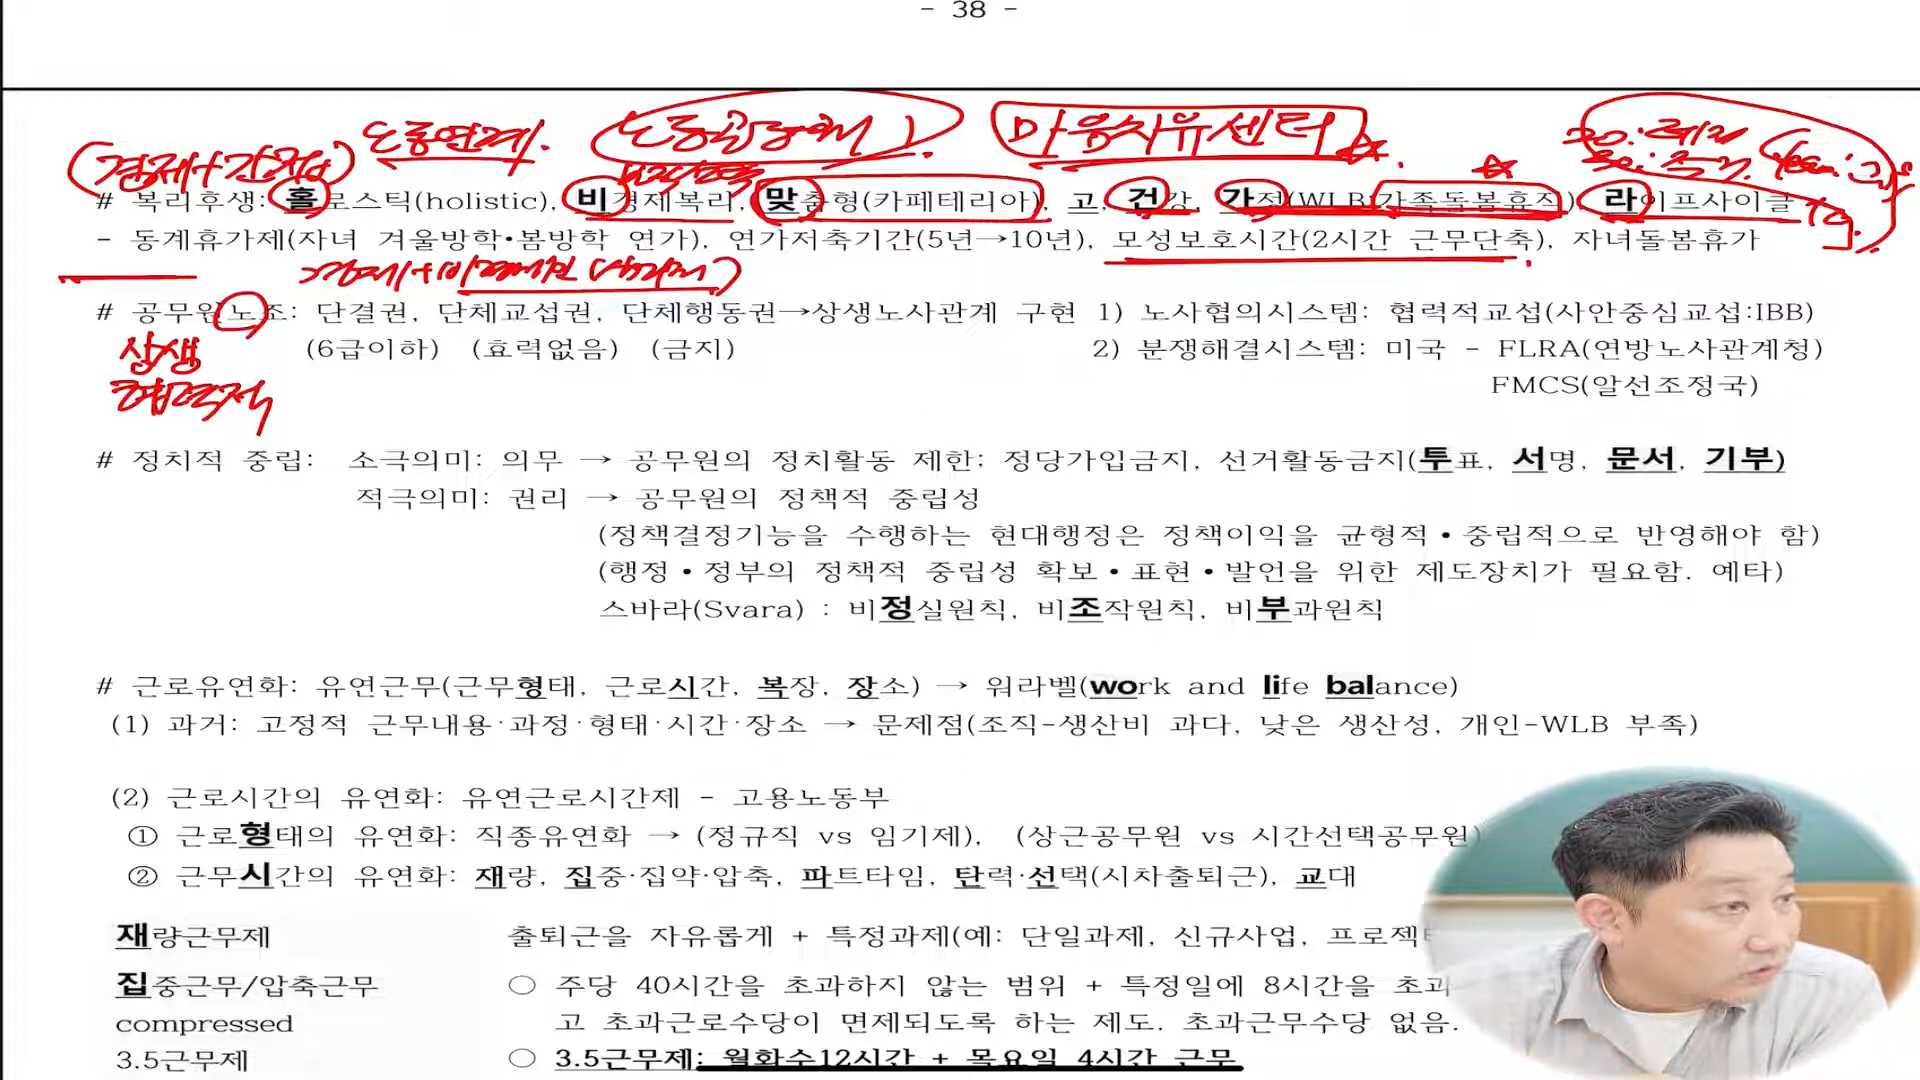 - 38 -
노동연계. 마음치유센터
# 복리후생: 홀로스틱(holistic), 비경제복리, 맞춤형(카페테리아), 고, 건강, 가정(WLB:가족돌봄휴직), 라이프사이클
- 동계휴가제(자녀 겨울방학•봄방학 연가), 연가저축기간(5년→10년), 모성보호시간(2시간 근무단축), 자녀돌봄휴가
# 공무원노조: 단결권, 단체교섭권, 단체행동권→상생노사관계 구현 1) 노사협의시스템: 협력적교섭(사안중심교섭:IBB)
상생 (6급이하) (효력없음) (금지) 2) 분쟁해결시스템: 미국 - FLRA(연방노사관계청)
협력적 FMCS(알선조정국)
# 정치적 중립: 소극의미: 의무 → 공무원의 정치활동 제한; 정당가입금지, 선거활동금지(투표, 서명, 문서, 기부)
적극의미: 권리 → 공무원의 정책적 중립성
(정책결정기능을 수행하는 현대행정은 정책이익을 균형적•중립적으로 반영해야 함)
(행정•정부의 정책적 중립성 확보•표현•발언을 위한 제도장치가 필요함. 예타)
스바라(Svara) : 비정실원칙, 비조작원칙, 비부과원칙
# 근로유연화: 유연근무(근무형태, 근로시간, 복장, 장소) → 워라벨(work and life balance)
(1) 과거: 고정적 근무내용·과정·형태·시간·장소 → 문제점(조직-생산비 과다, 낮은 생산성, 개인-WLB 부족)
(2) 근로시간의 유연화: 유연근로시간제 - 고용노동부
① 근로형태의 유연화: 직종유연화 → (정규직 vs 임기제), (상근공무원 vs 시간선택공무원)
② 근무시간의 유연화: 재량, 집중·집약·압축, 파트타임, 탄력·선택(시차출퇴근), 교대
재량근무제 출퇴근을 자유롭게 + 특정과제(예: 단일과제, 신규사업, 프로젝
집중근무/압축근무 ○ 주당 40시간을 초과하지 않는 범위 + 특정일에 8시간을 초과
compressed 고 초과근로수당이 면제되도록 하는 제도. 초과근무수당 없음.
3.5근무제 ○ 3.5근무제: 월화수12시간 + 목요일 4시간 근무